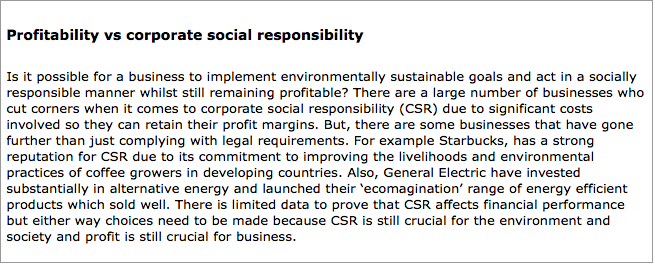 Profitability vs corporate social responsibility
Is it possible for a business to implement environmentally sustainable goals and act in a socially
responsible manner whilst still remaining profitable? There are a large number of businesses who
cut corners when it comes to corporate social responsibility (CSR) due to significant costs
involved so they can retain their profit margins. But, there are some businesses that have gone
further than just complying with legal requirements. For example Starbucks, has a strong
reputation for CSR due to its commitment to improving the livelihoods and environmental
practices of coffee growers in developing countries. Also, General Electric have invested
substantially in alternative energy and launched their ‘ecomagination’ range of energy efficient
products which sold well. There is limited data to prove that CSR affects financial performance
but either way choices need to be made because CSR is still crucial for the environment and
society and profit is still crucial for business.